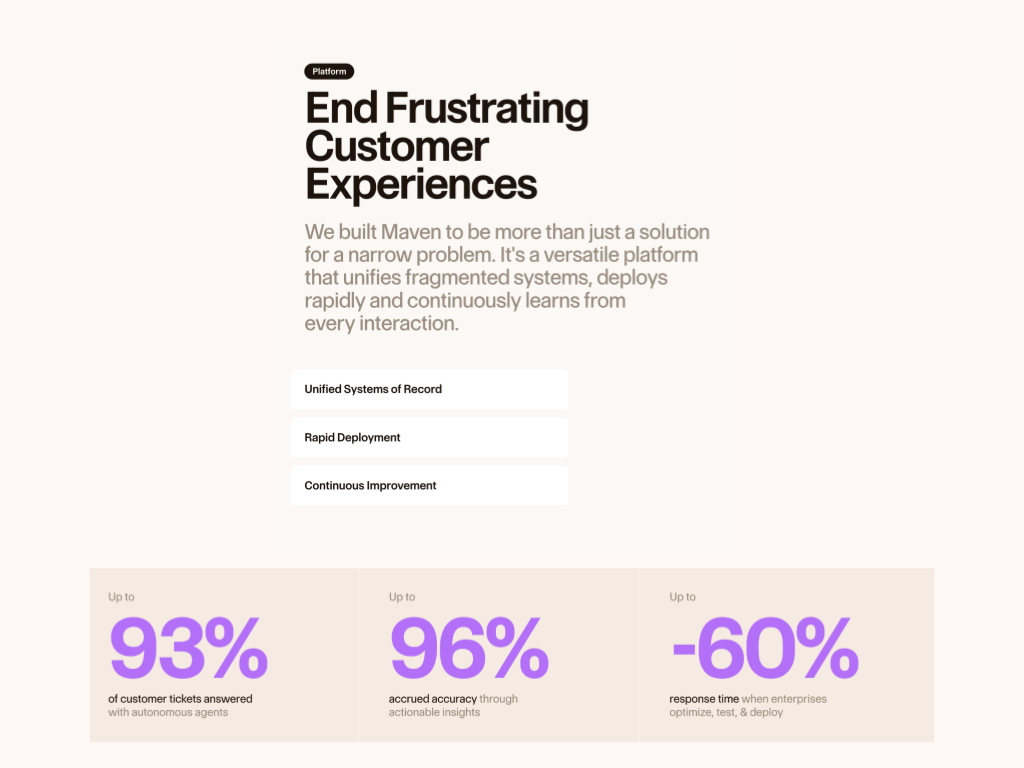 Platform
End Frustrating
Customer
Experiences
We built Maven to be more than just a solution
for a narrow problem. It's a versatile platform
that unifies fragmented systems, deploys
rapidly and continuously learns from
every interaction.
Unified Systems of Record
Rapid Deployment
Continuous Improvement
Up to
93%
of customer tickets answered
with autonomous agents
Up to
96%
accrued accuracy through
actionable insights
Up to
-60%
response time when enterprises
optimize, test, & deploy